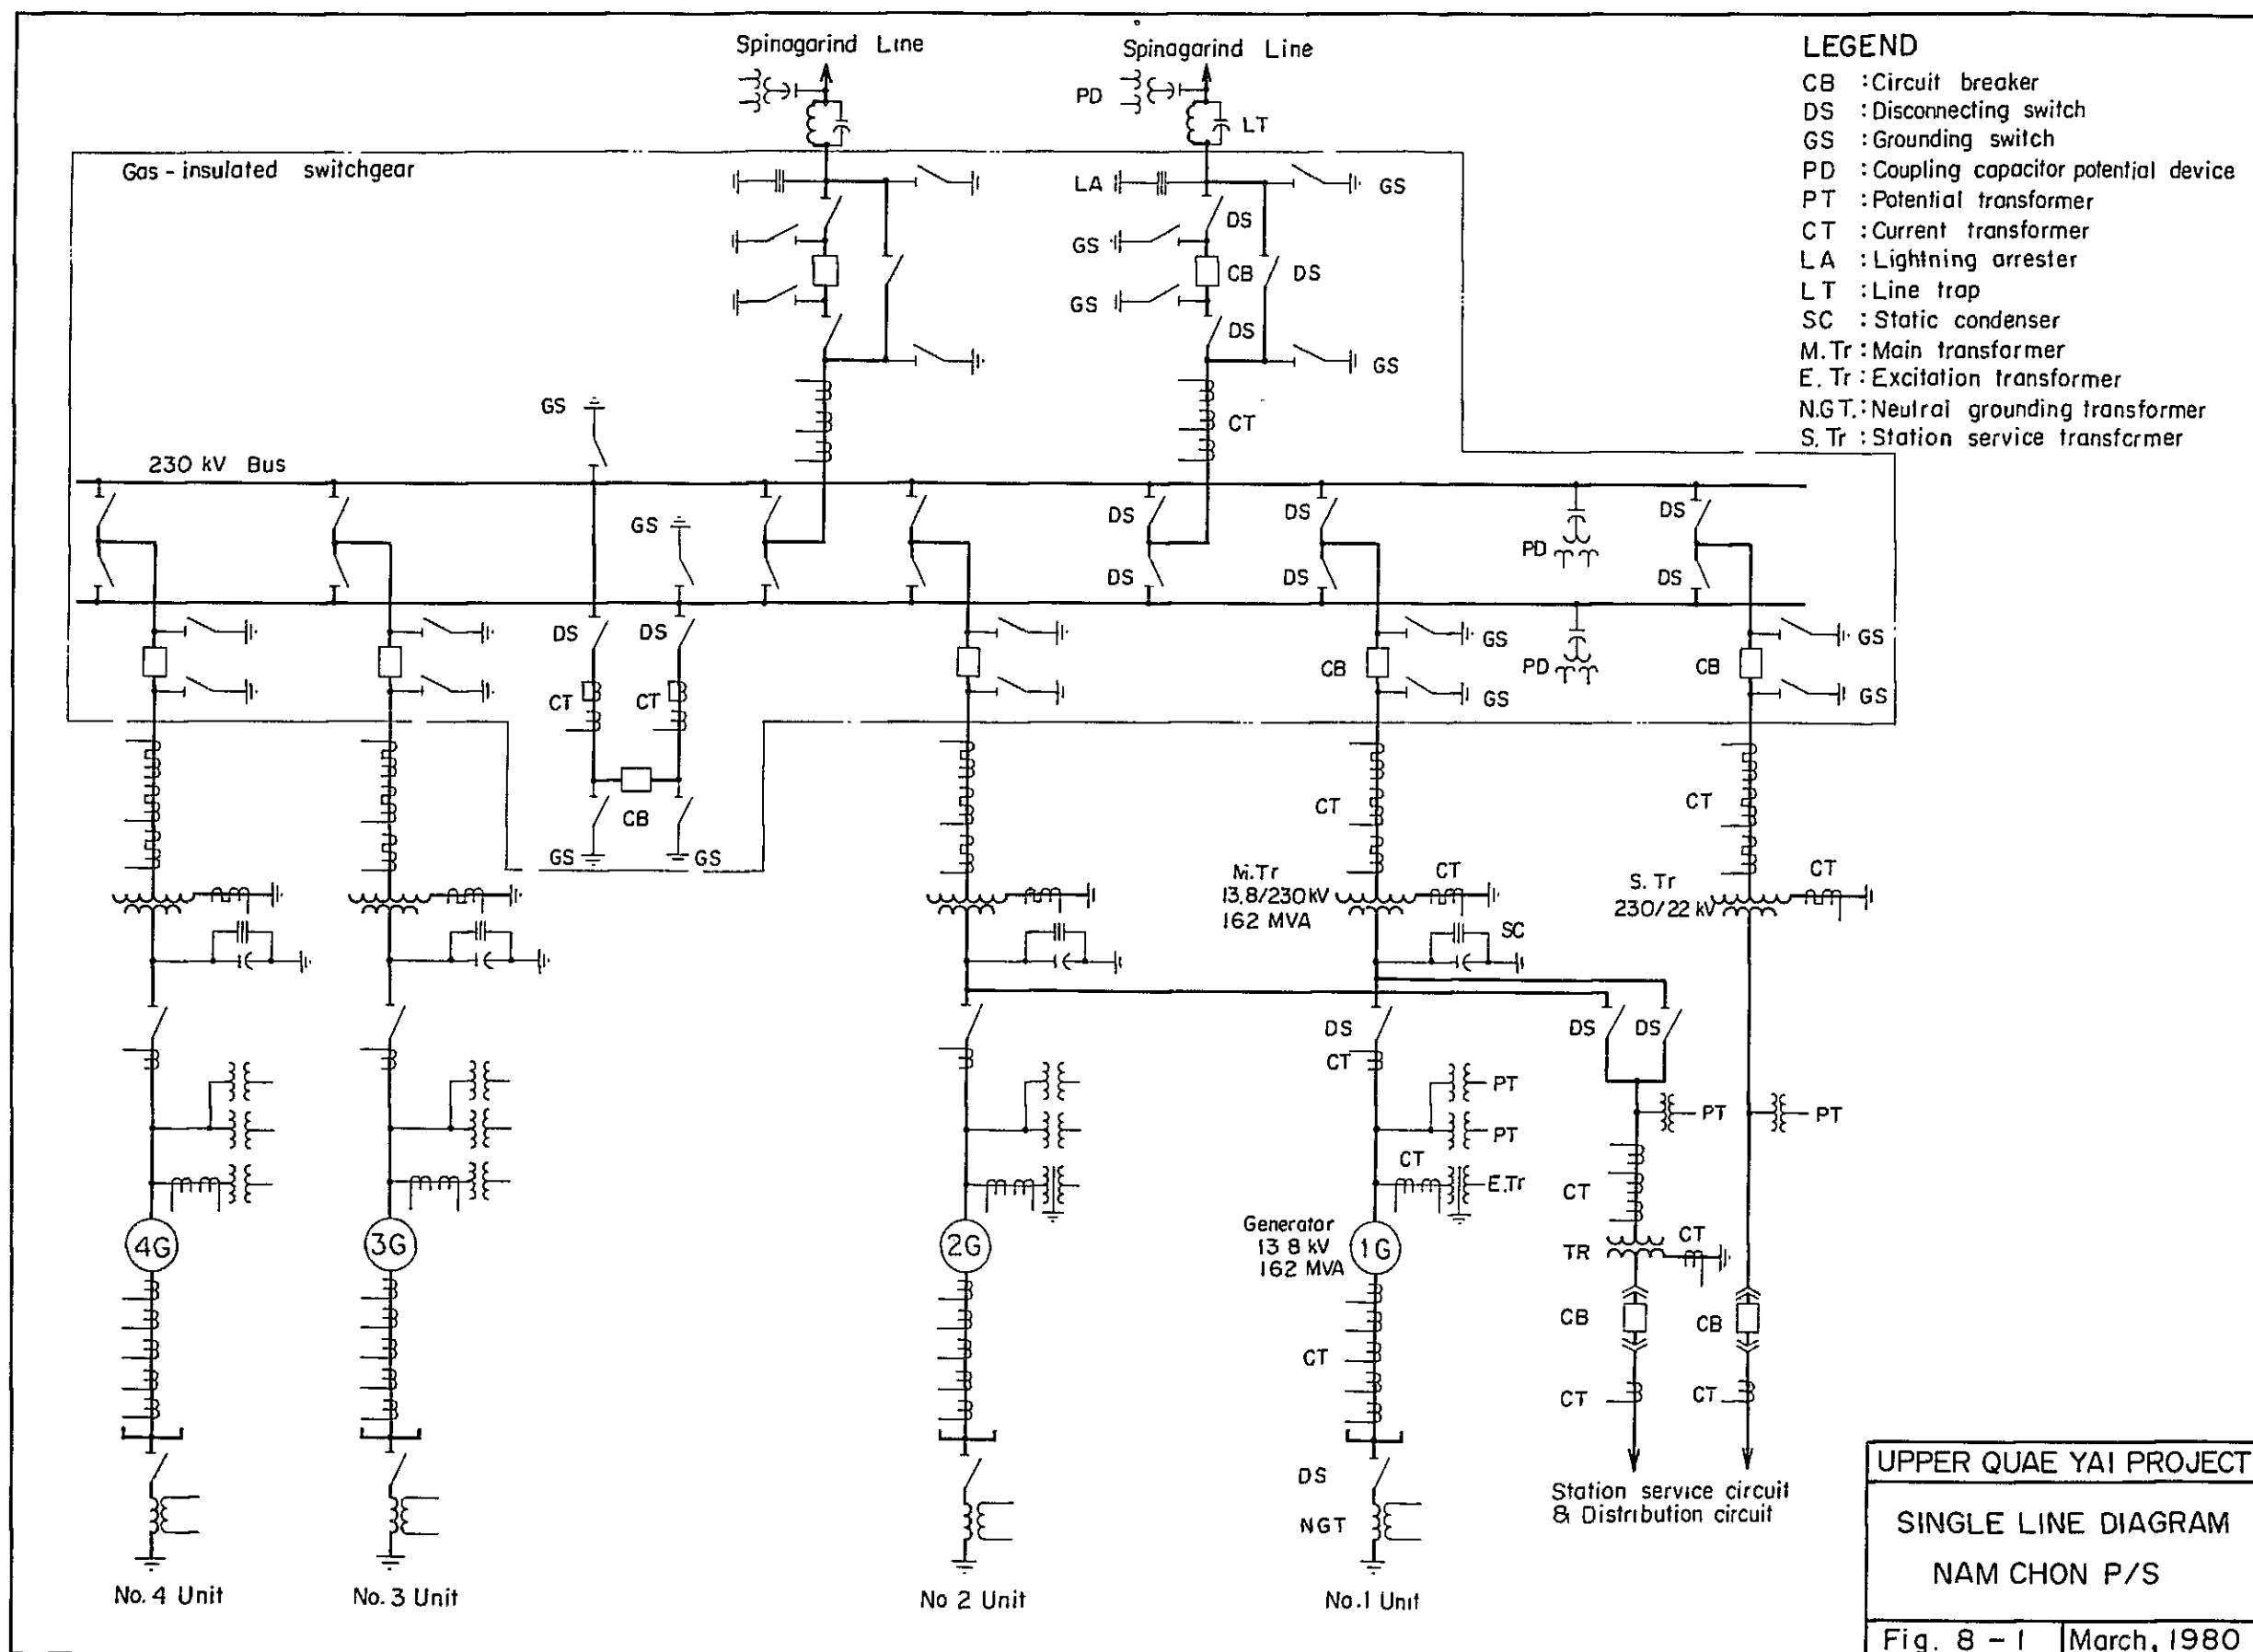 Spinagarind Line
Spinagarind Line
PD
LT
LEGEND
CB : Circuit breaker
DS : Disconnecting switch
GS : Grounding switch
PD : Coupling capacitor potential device
PT : Potential transformer
CT : Current transformer
LA : Lightning arrester
LT : Line trap
SC : Static condenser
M.Tr : Main transformer
E.Tr : Excitation transformer
N.G.T. : Neutral grounding transformer
S.Tr : Station service transformer
Gas-insulated switchgear
LA
GS
DS
GS
CB
DS
GS
DS
GS
GS
CT
230 kV Bus
GS
DS
DS
DS
PD
DS
DS
DS
DS
DS
GS
GS
CB
CB
PD
CT
CT
GS
GS
CB
GS
GS
CT
CT
M.Tr
13.8/230 kV
162 MVA
CT
S. Tr
230/22 kV
CT
SC
DS
DS
DS
CT
PT
PT
PT
PT
CT
E.Tr
CT
4G
3G
2G
Generator
13.8 kV
162 MVA
1G
TR
CT
CB
CB
CT
CT
CT
DS
NGT
Station service circuit
& Distribution circuit
No. 4 Unit
No. 3 Unit
No 2 Unit
No.1 Unit
UPPER QUAE YAI PROJECT
SINGLE LINE DIAGRAM
NAM CHON P/S
Fig. 8 - 1
March, 1980